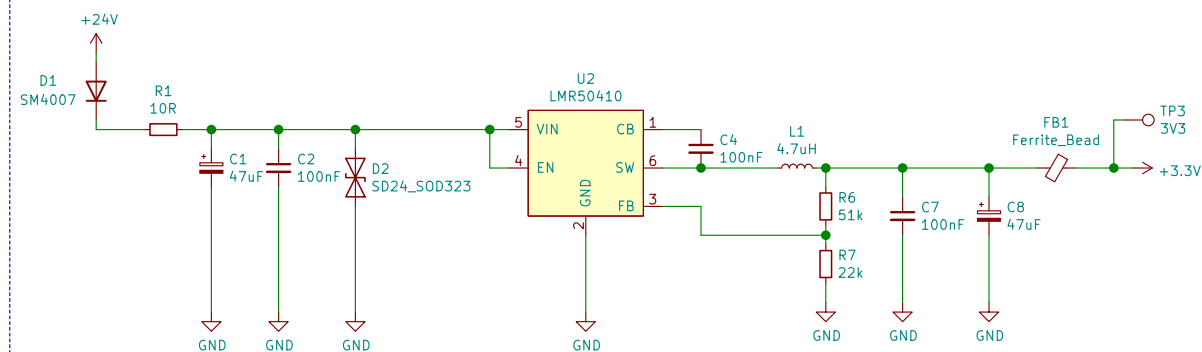 +24V
D1
SM4007
R1
10R
C1
47uF
C2
100nF
D2
SD24_SOD323
U2
LMR50410
5
VIN
4
EN
GND
2
CB
1
SW
6
FB
3
C4
100nF
L1
4.7uH
R6
51k
R7
22k
C7
100nF
C8
47uF
FB1
Ferrite_Bead
TP3
3V3
+3.3V
+
+
GND
GND
GND
GND
GND
GND
GND